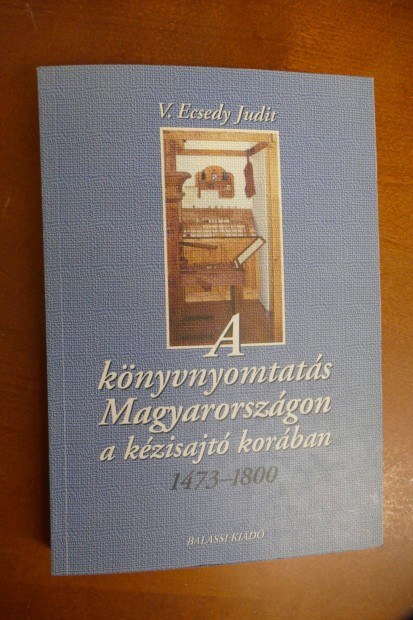 V. Ecsedy Judit
A
könyvnyomtatás
Magyarországon
a kézisajtó korában
1473–1800
BALASSI KIADÓ